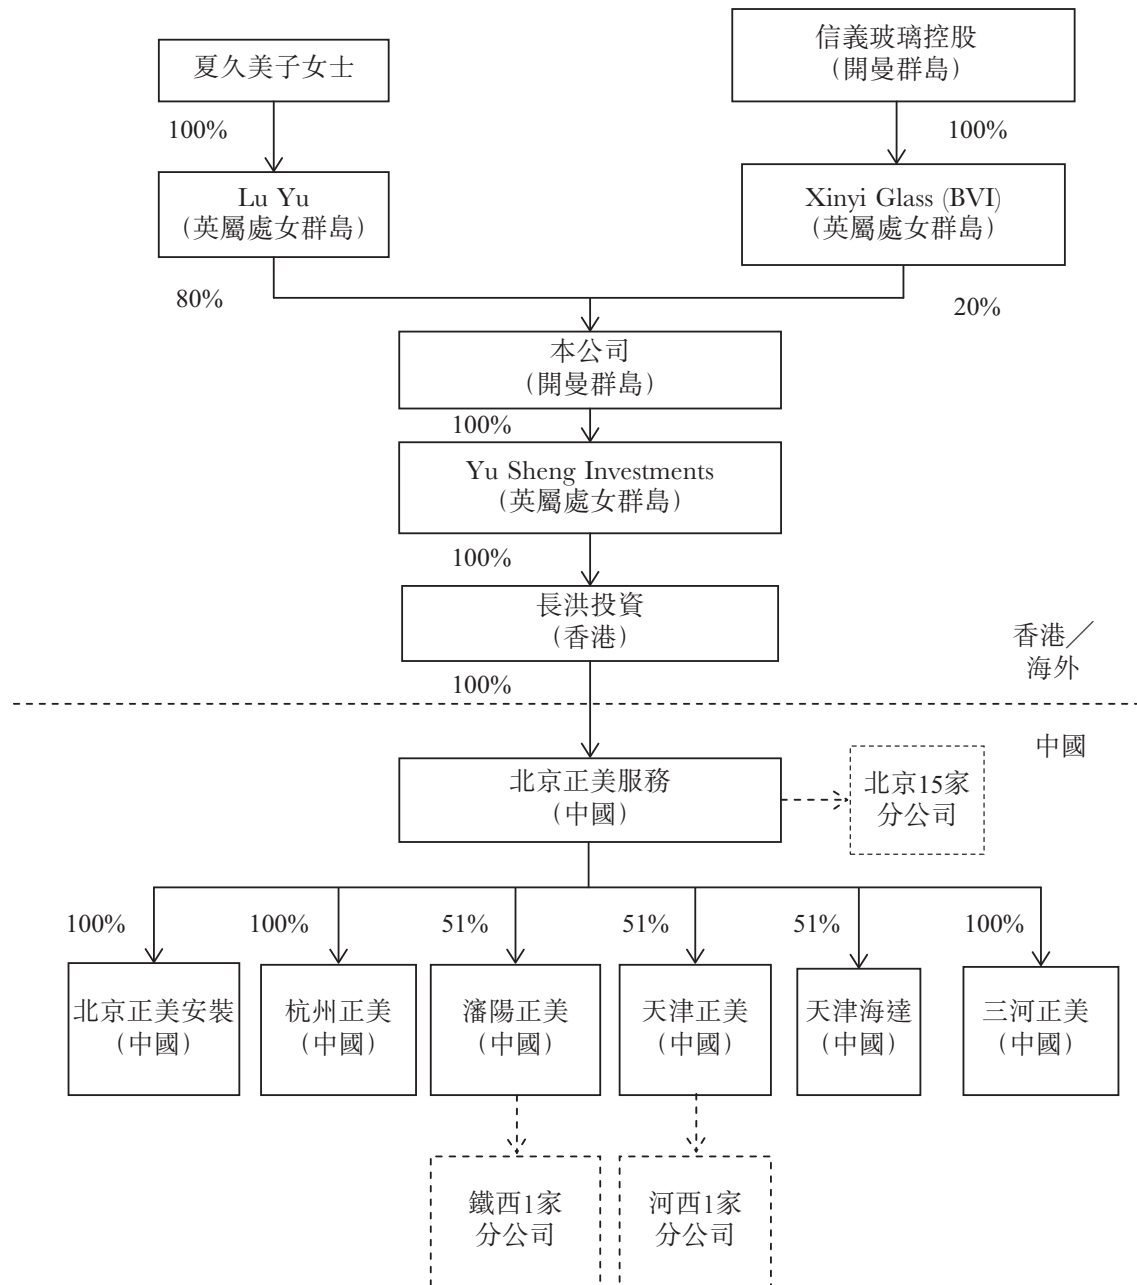 夏久美子女士
信義玻璃控股
（開曼群島）
100%
100%
Lu Yu
（英屬處女群島）
Xinyi Glass (BVI)
（英屬處女群島）
80%
20%
本公司
（開曼群島）
100%
Yu Sheng Investments
（英屬處女群島）
100%
長洪投資
（香港）
香港／
海外
100%
中國
北京正美服務
（中國）
北京15家
分公司
100%
100%
51%
51%
51%
100%
北京正美安裝
（中國）
杭州正美
（中國）
瀋陽正美
（中國）
天津正美
（中國）
天津海達
（中國）
三河正美
（中國）
鐵西1家
分公司
河西1家
分公司